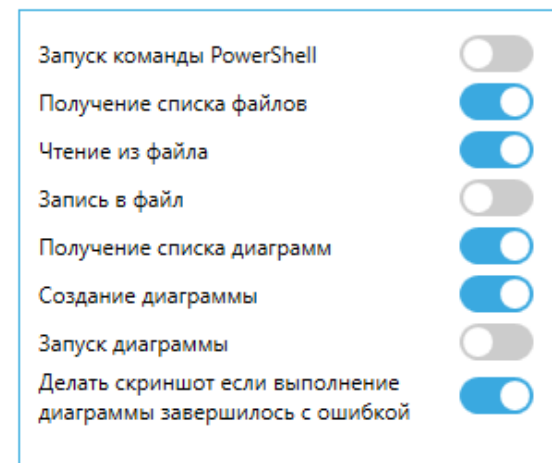 Запуск команды PowerShell
Получение списка файлов
Чтение из файла
Запись в файл
Получение списка диаграмм
Создание диаграммы
Запуск диаграммы
Делать скриншот если выполнение
диаграммы завершилось с ошибкой